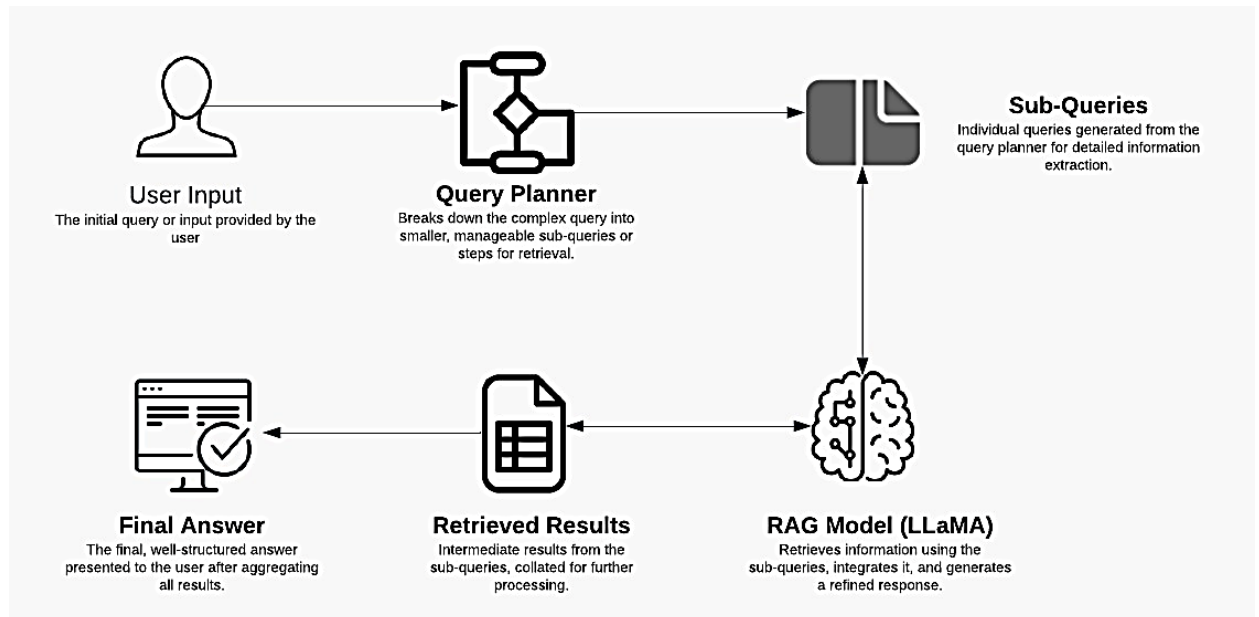 User Input
The initial query or input provided by the
user
Query Planner
Breaks down the complex query into
smaller, manageable sub-queries or
steps for retrieval.
Sub-Queries
Individual queries generated from the
query planner for detailed information
extraction.
Final Answer
The final, well-structured answer
presented to the user after aggregating
all results.
Retrieved Results
Intermediate results from the
sub-queries, collated for further
processing.
RAG Model (LLaMA)
Retrieves information using the
sub-queries, integrates it, and generates
a refined response.